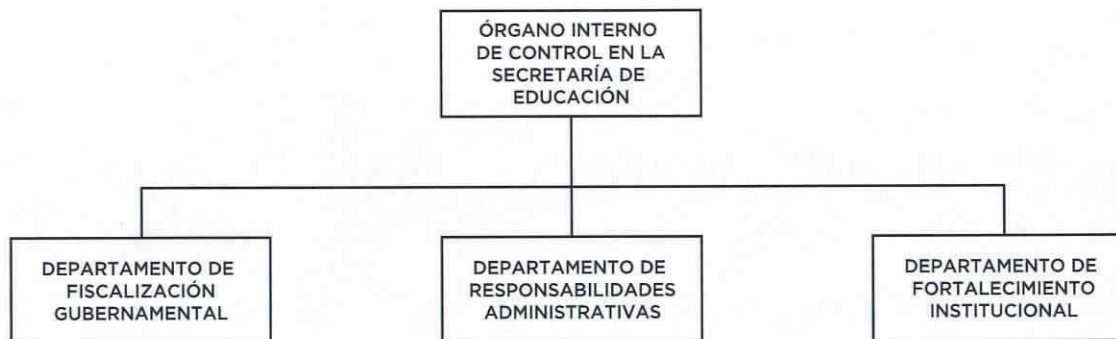 ÓRGANO INTERNO
DE CONTROL EN LA
SECRETARÍA DE
EDUCACIÓN
DEPARTAMENTO DE
FISCALIZACIÓN
GUBERNAMENTAL
DEPARTAMENTO DE
RESPONSABILIDADES
ADMINISTRATIVAS
DEPARTAMENTO DE
FORTALECIMIENTO
INSTITUCIONAL